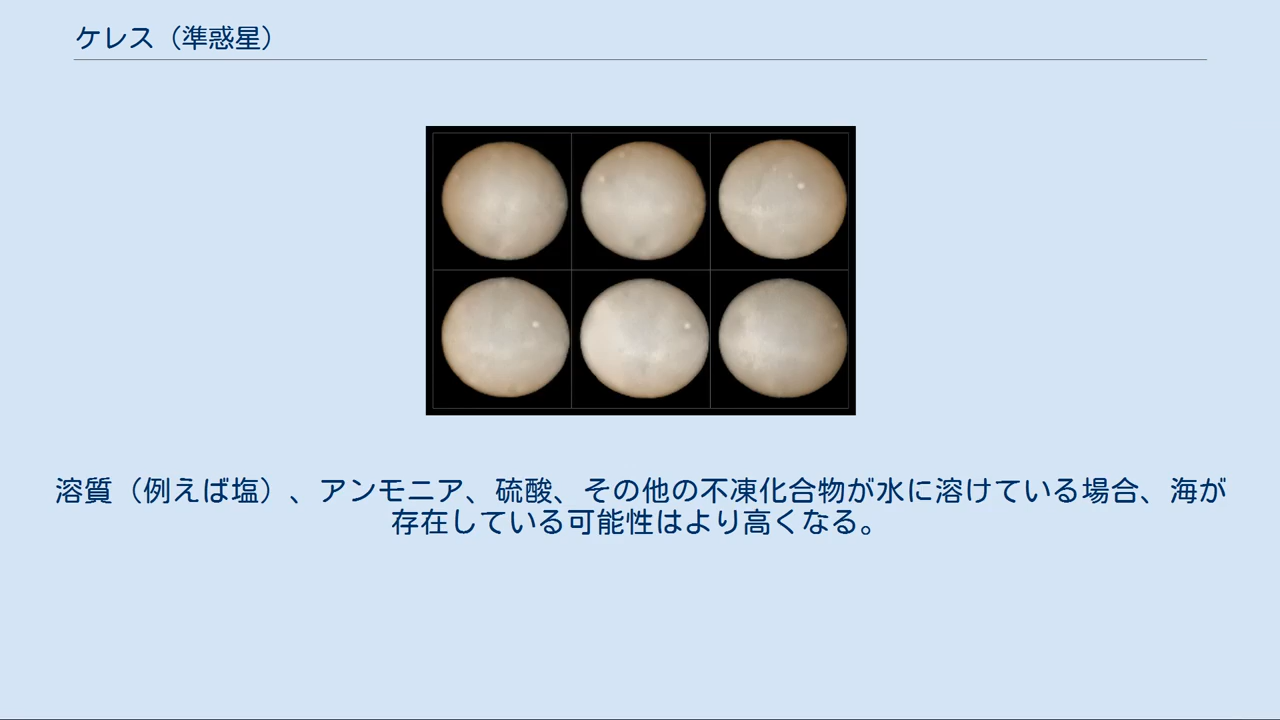 ケレス（準惑星）
溶質（例えば塩）、アンモニア、硫酸、その他の不凍化合物が水に溶けている場合、海が
存在している可能性はより高くなる。